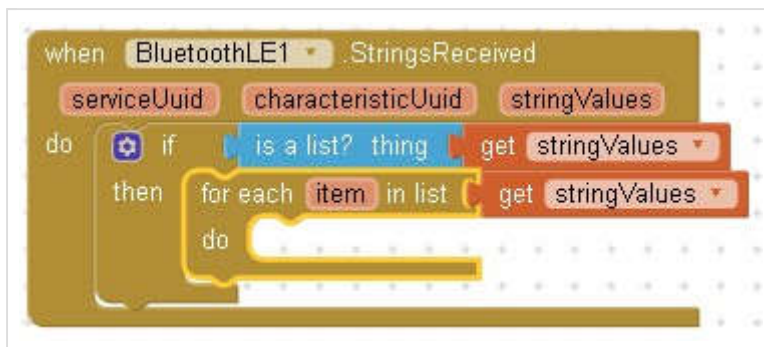 when BluetoothLE1 .StringsReceived
serviceUuid characteristicUuid stringValues
do if is a list? thing get stringValues
then for each item in list get stringValues
do